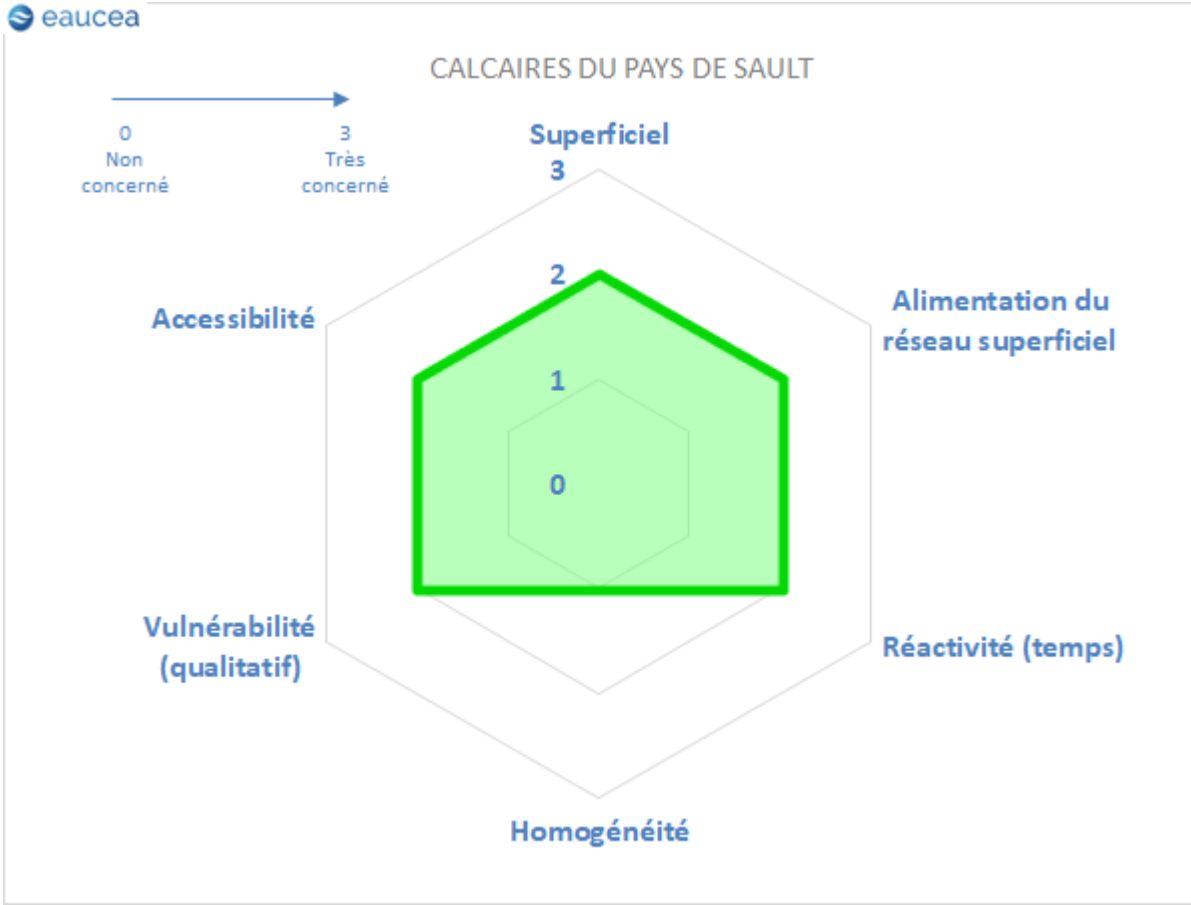 eaucea
CALCAIRES DU PAYS DE SAULT
0
Non
concerné
3
Très
concerné
Superficiel
3
2
1
0
Accessibilité
Alimentation du
réseau superficiel
Vulnérabilité
(qualitatif)
Réactivité (temps)
Homogénéité